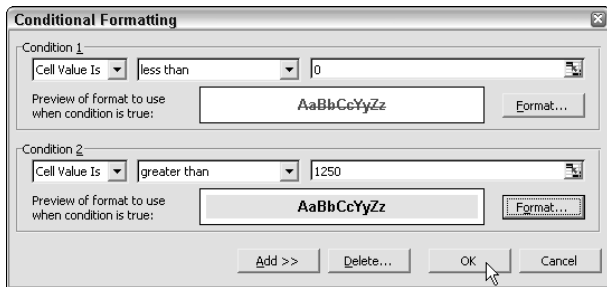 Conditional Formatting
Condition 1
Cell Value Is less than 0
Preview of format to use
when condition is true:
AaBbCcYyZz
Format...
Condition 2
Cell Value Is greater than 1250
Preview of format to use
when condition is true:
AaBbCcYyZz
Format...
Add >> Delete... OK Cancel